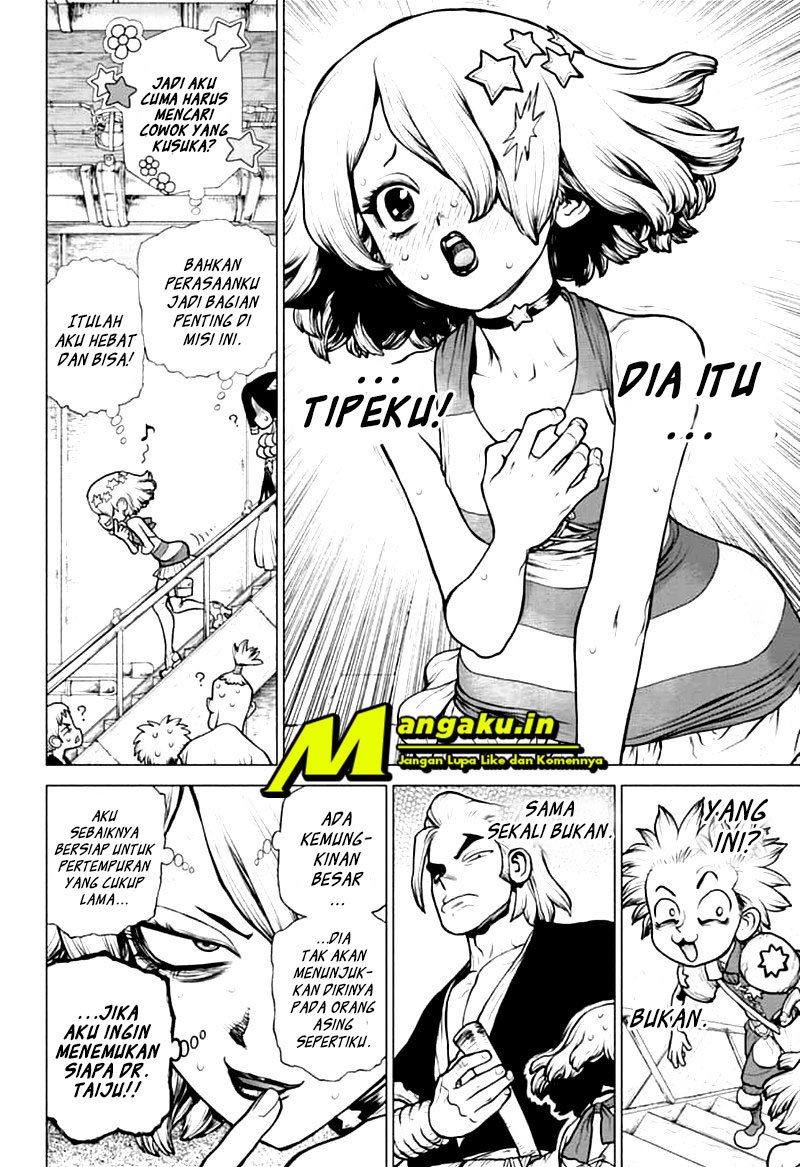 DIA ITU
...
...
TIPEKU!
JADI AKU
CUMA HARUS
MENCARI
COWOK YANG
KUSUKA?
BAHKAN
PERASAANKU
JADI BAGIAN
PENTING DI
MISI INI.
ITULAH
AKU HEBAT
DAN BISA!
?
?
?
Mangaku.in
Jangan Lupa Like dan Komennya
YANG
INI?
BUKAN.
SAMA
SEKALI BUKAN.
ADA
KEMUNG-
KINAN
BESAR
...
...DIA
TAK AKAN
MENUNJUK-
KAN DIRINYA
PADA ORANG
ASING
SEPERTIKU.
AKU
SEBAIKNYA
BERSIAP UNTUK
PERTEMPURAN
YANG CUKUP
LAMA...
...JIKA
AKU INGIN
MENEMUKAN
SIAPA DR.
TAIJU!!